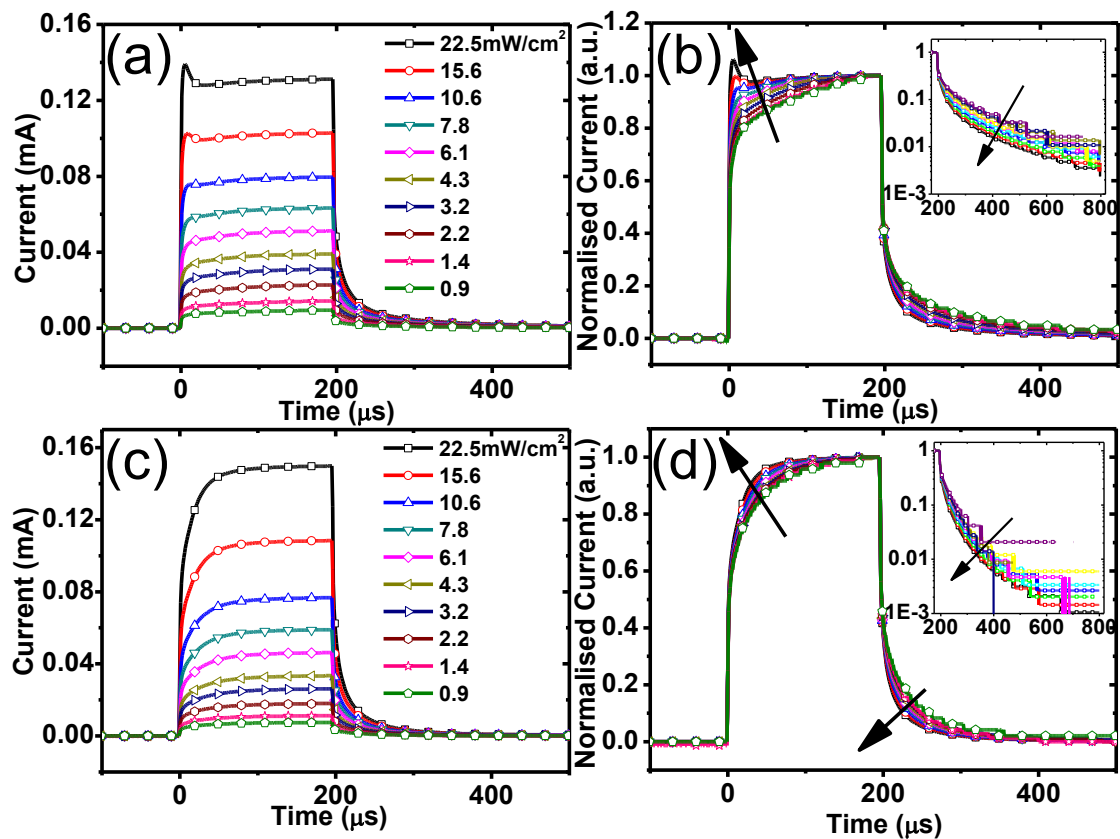 (a)
Current (mA)
0.16
0.12
0.08
0.04
0.00
22.5mW/cm²
15.6
10.6
7.8
6.1
4.3
3.2
2.2
1.4
0.9
0 200 400
Time (μs)
(b)
Normalised Current (a.u.)
1.2
1.0
0.8
0.6
0.4
0.2
0.0
1
0.1
0.01
1E-3
200 400 600 800
0 200 400
Time (μs)
(c)
Current (mA)
0.16
0.12
0.08
0.04
0.00
22.5mW/cm²
15.6
10.6
7.8
6.1
4.3
3.2
2.2
1.4
0.9
0 200 400
Time (μs)
(d)
Normalised Current (a.u.)
1.0
0.8
0.6
0.4
0.2
0.0
1
0.1
0.01
1E-3
200 400 600 800
0 200 400
Time (μs)